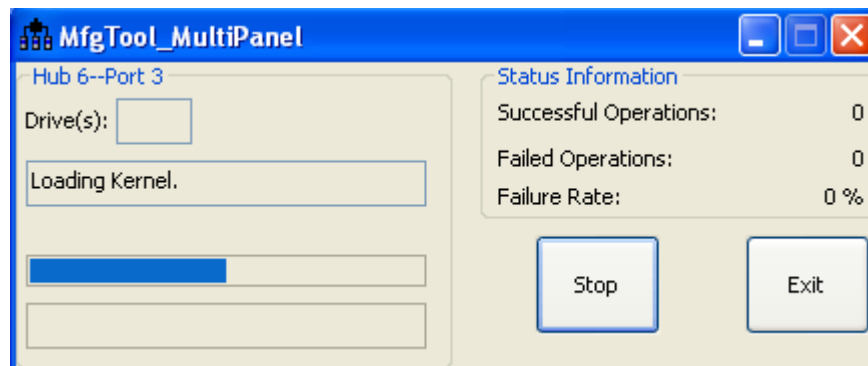 MfgTool_MultiPanel
Hub 6--Port 3
Drive(s):
Loading Kernel.
Status Information
Successful Operations: 0
Failed Operations: 0
Failure Rate: 0 %
Stop
Exit